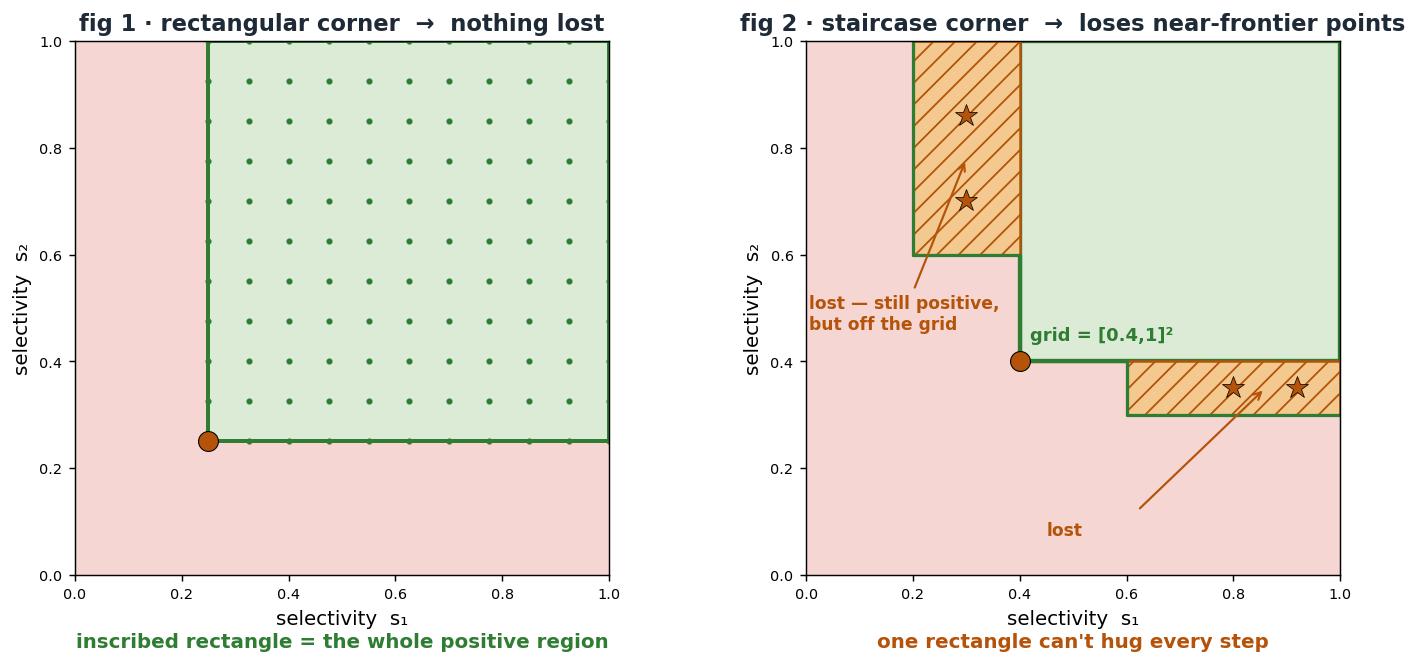 fig 1 · rectangular corner → nothing lost
1.0
0.8
0.6
0.4
0.2
0.0
selectivity s₂
0.0 0.2 0.4 0.6 0.8 1.0
selectivity s₁
inscribed rectangle = the whole positive region
fig 2 · staircase corner → loses near-frontier points
1.0
0.8
0.6
0.4
0.2
0.0
selectivity s₂
lost — still positive,
but off the grid
grid = [0.4,1]²
lost
0.0 0.2 0.4 0.6 0.8 1.0
selectivity s₁
one rectangle can't hug every step